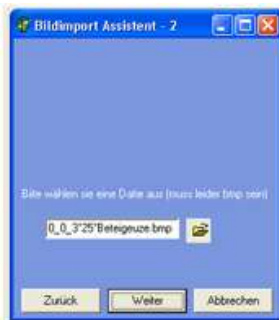 Bildimport Assistent - 2
Bitte wählen sie eine Datei aus (muss leider bmp sein)
0_0_3"25"Beteigeuze.bmp
Zurück
Weiter
Abbrechen